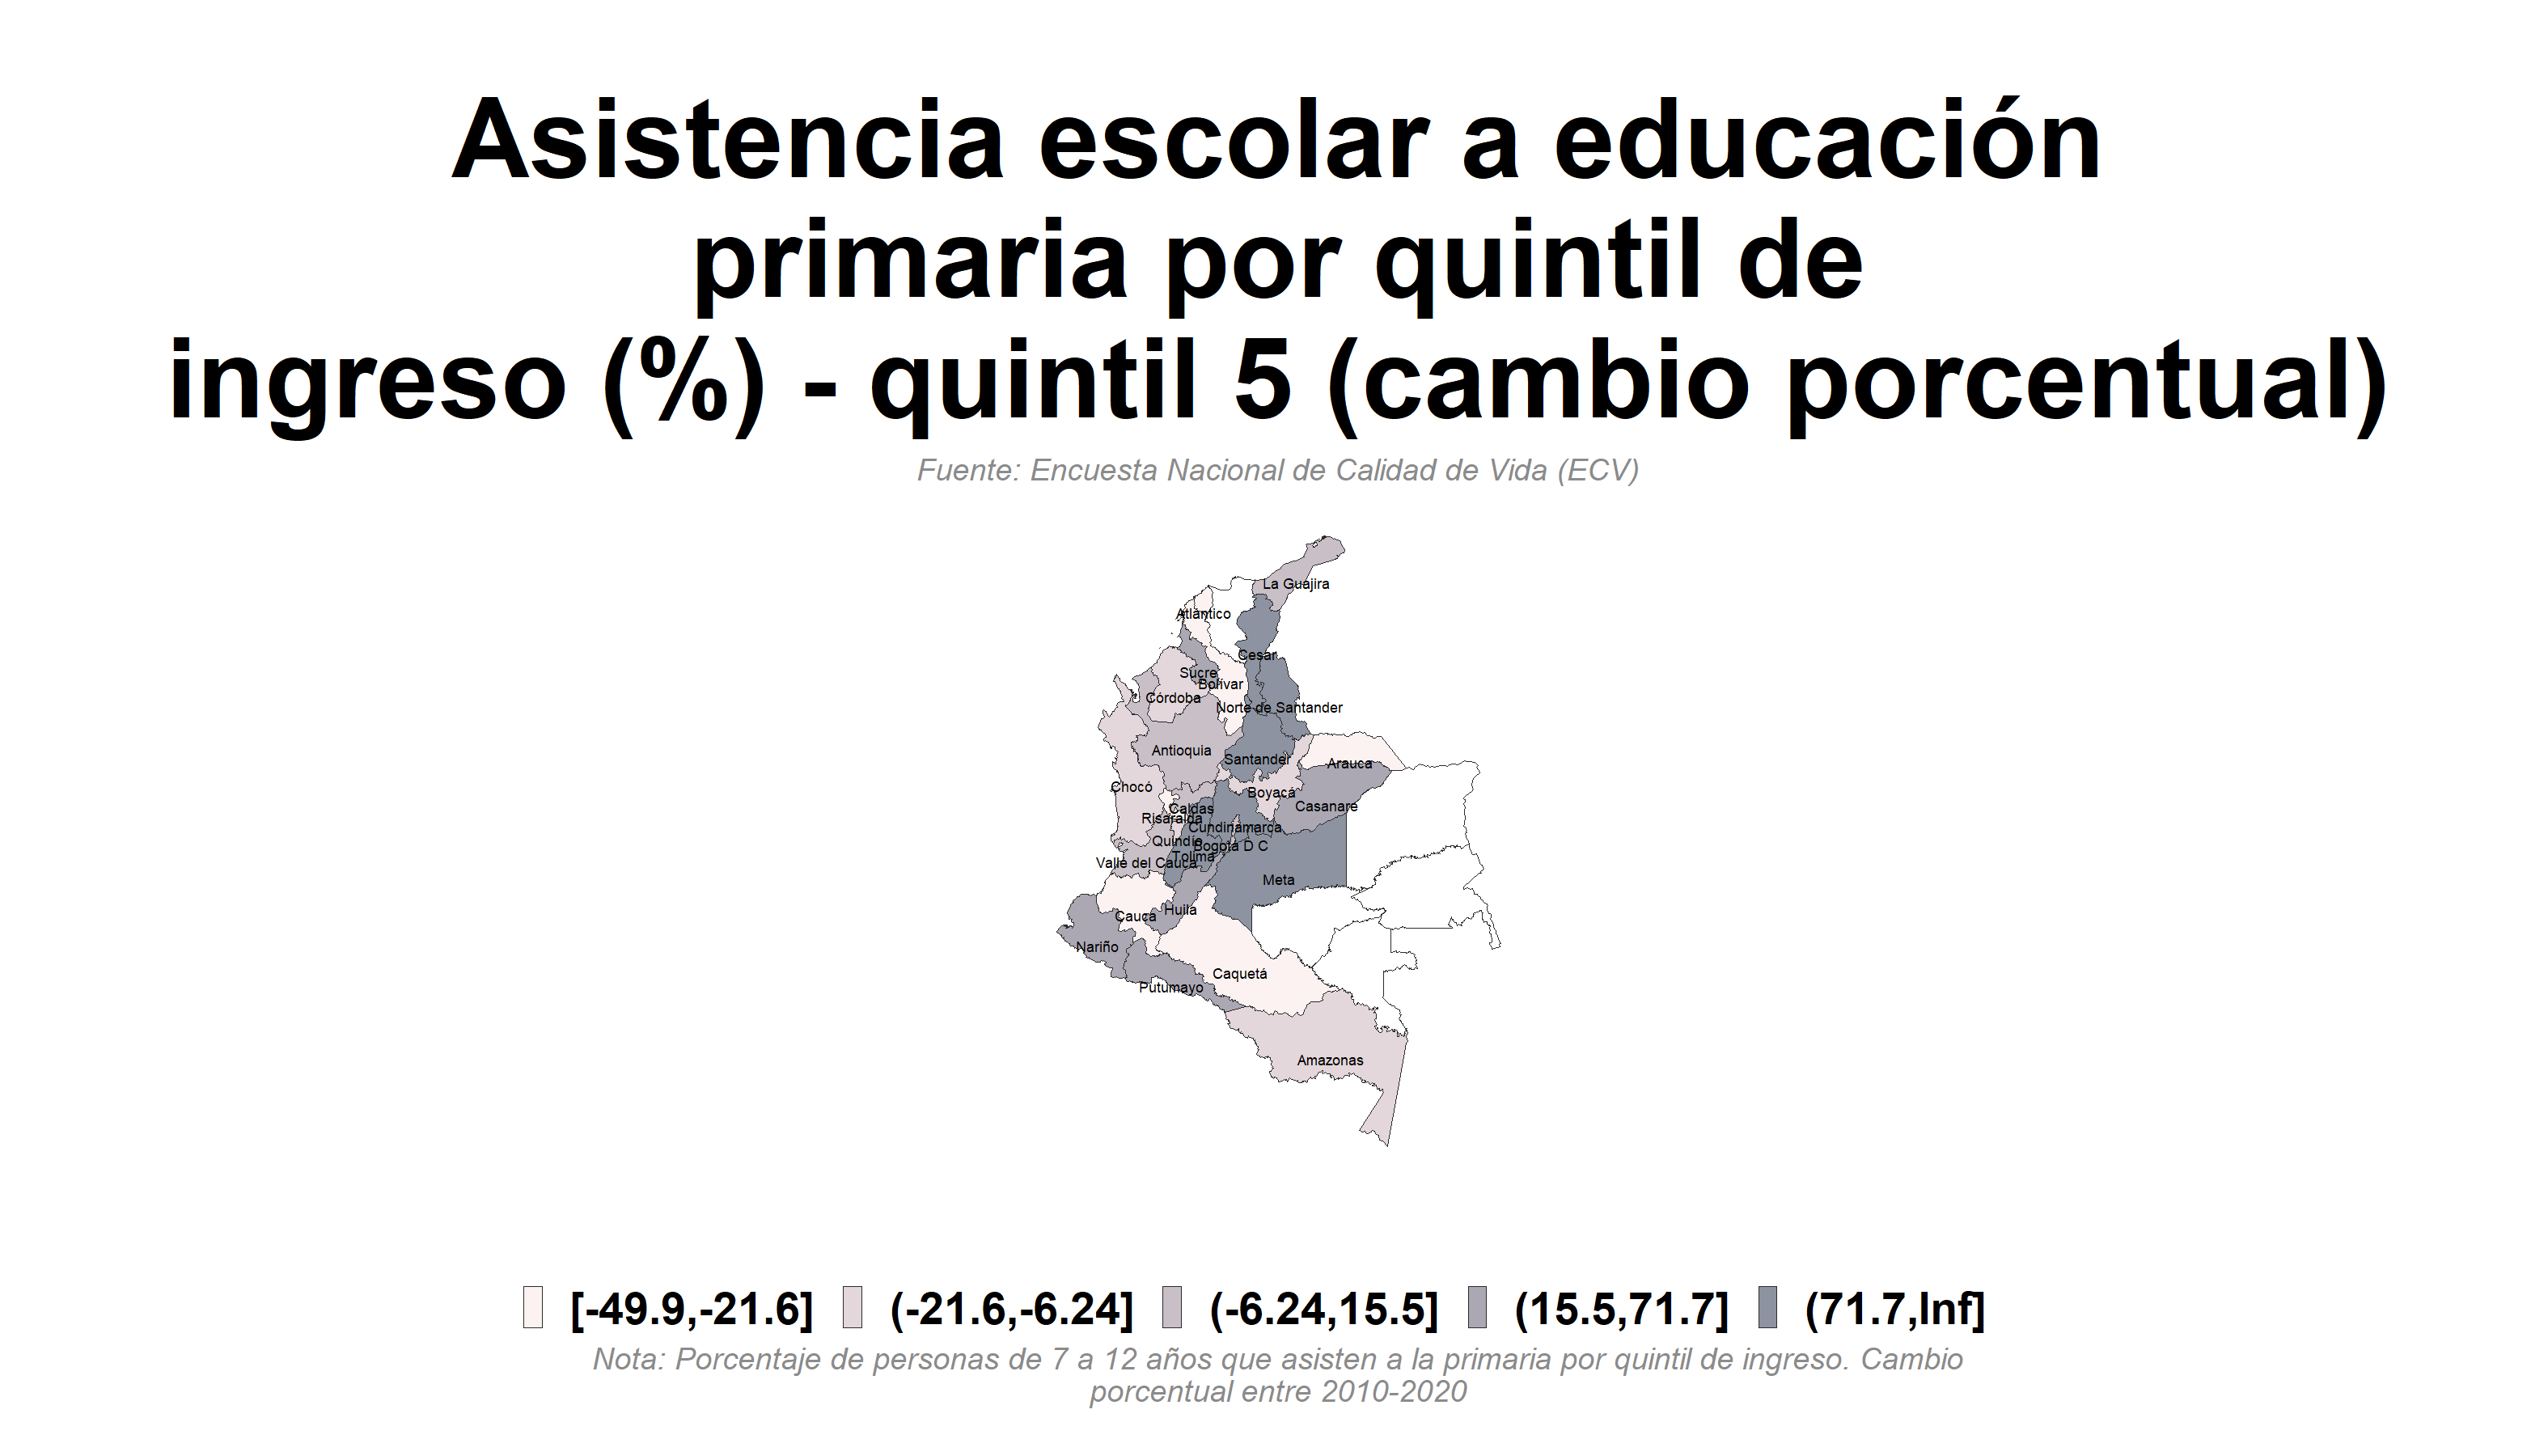 Asistencia escolar a educación
primaria por quintil de
ingreso (%) - quintil 5 (cambio porcentual)
Fuente: Encuesta Nacional de Calidad de Vida (ECV)
La Guajira
Atlántico
Cesar
Sucre
Bolívar
Córdoba
Norte de Santander
Antioquia
Santander
Arauca
Chocó
Boyacá
Casanare
Caldas
Risaralda
Cundinamarca
Quindío
Bogotá D C
Tolima
Valle del Cauca
Meta
Huila
Cauca
Nariño
Caquetá
Putumayo
Amazonas
[-49.9,-21.6] (-21.6,-6.24] (-6.24,15.5] (15.5,71.7] (71.7,Inf]
Nota: Porcentaje de personas de 7 a 12 años que asisten a la primaria por quintil de ingreso. Cambio
porcentual entre 2010-2020